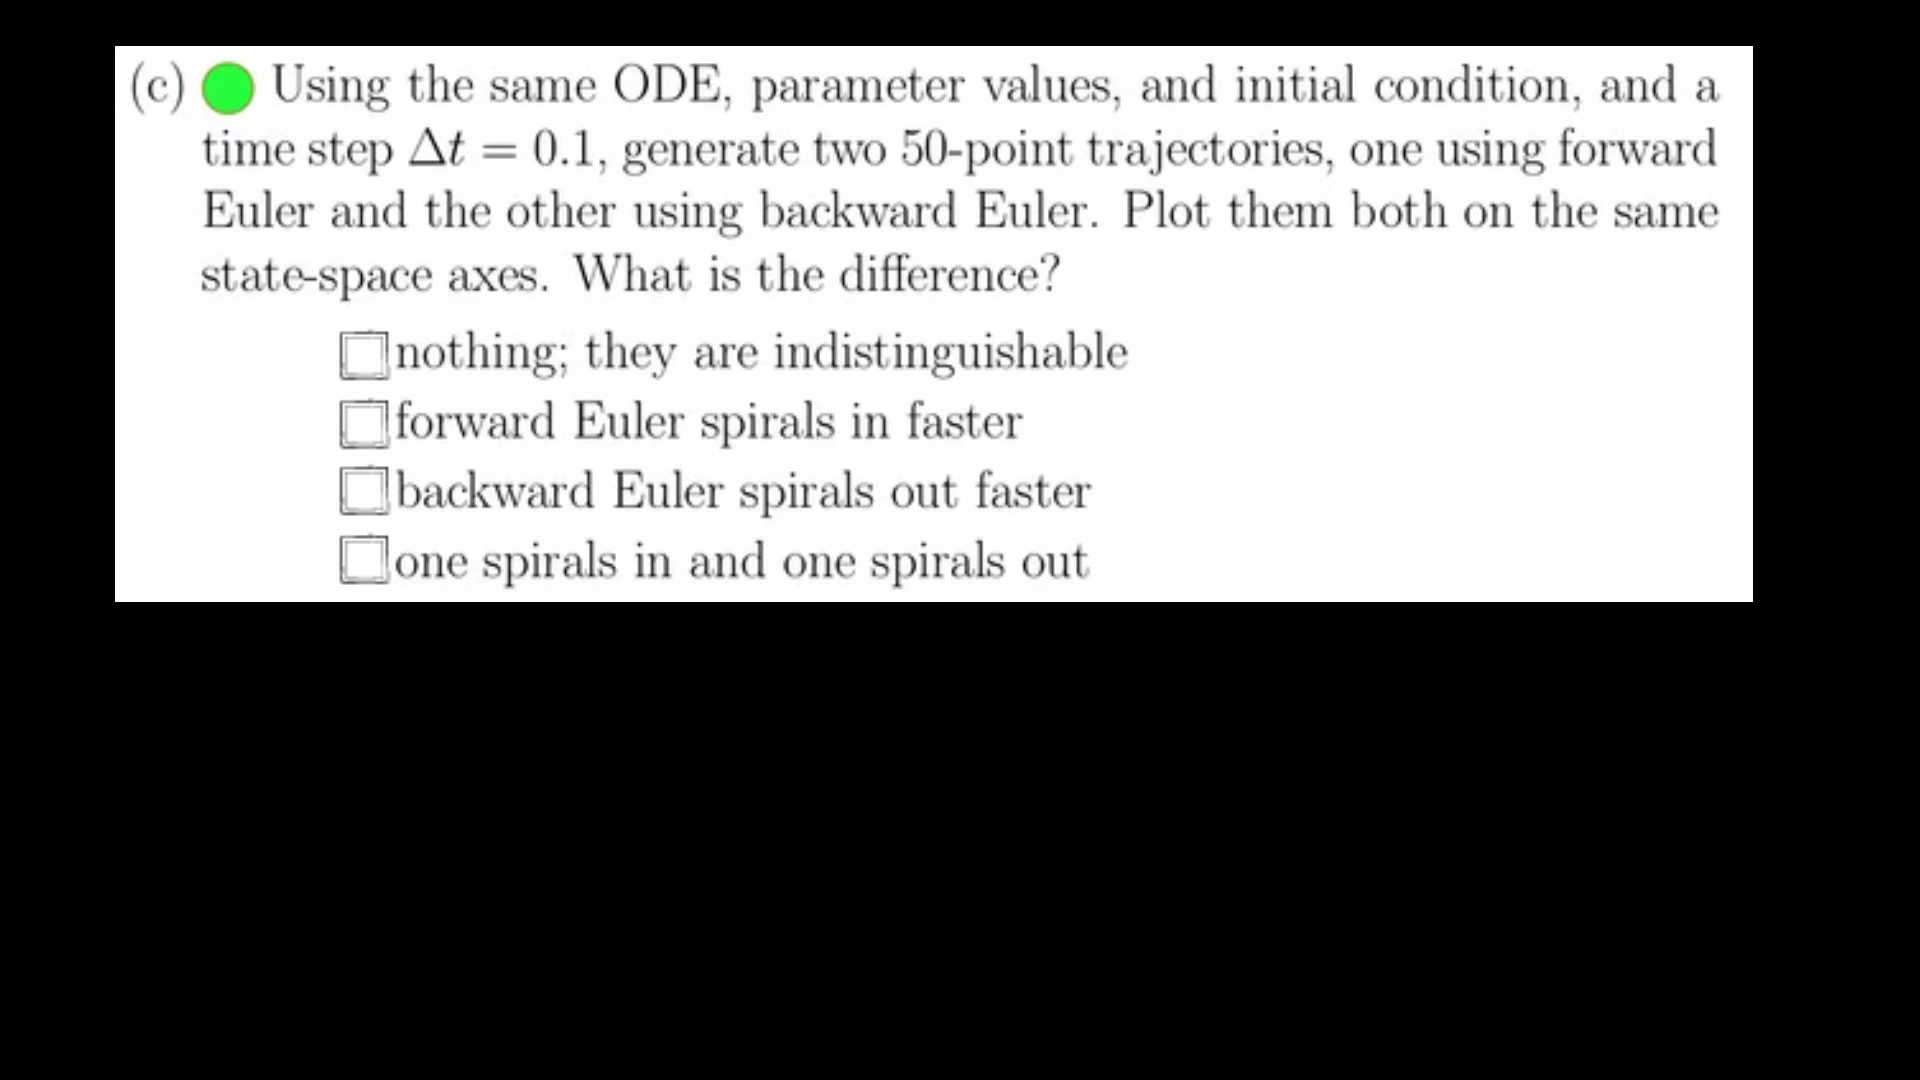 (c) Using the same ODE, parameter values, and initial condition, and a
time step Δt = 0.1, generate two 50-point trajectories, one using forward
Euler and the other using backward Euler. Plot them both on the same
state-space axes. What is the difference?
nothing; they are indistinguishable
forward Euler spirals in faster
backward Euler spirals out faster
one spirals in and one spirals out